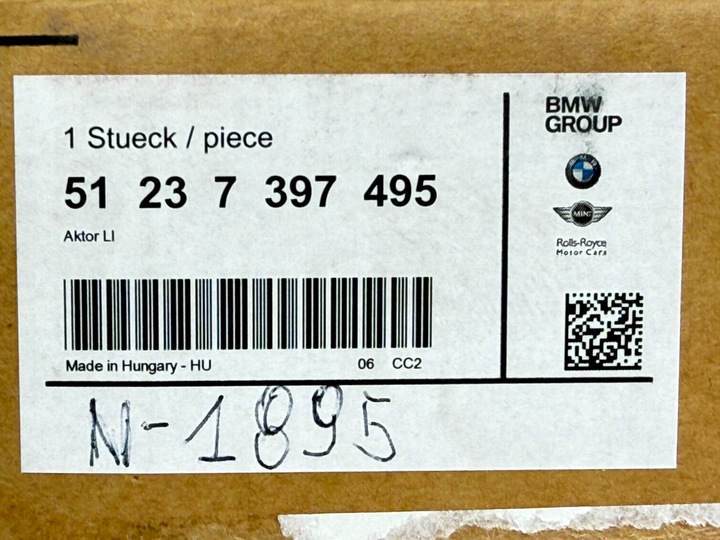 1 Stueck / piece
51 23 7 397 495
Aktor LI
Made in Hungary - HU 06 CC2
BMW
GROUP
MINI
Rolls-Royce
Motor Cars
N-1895